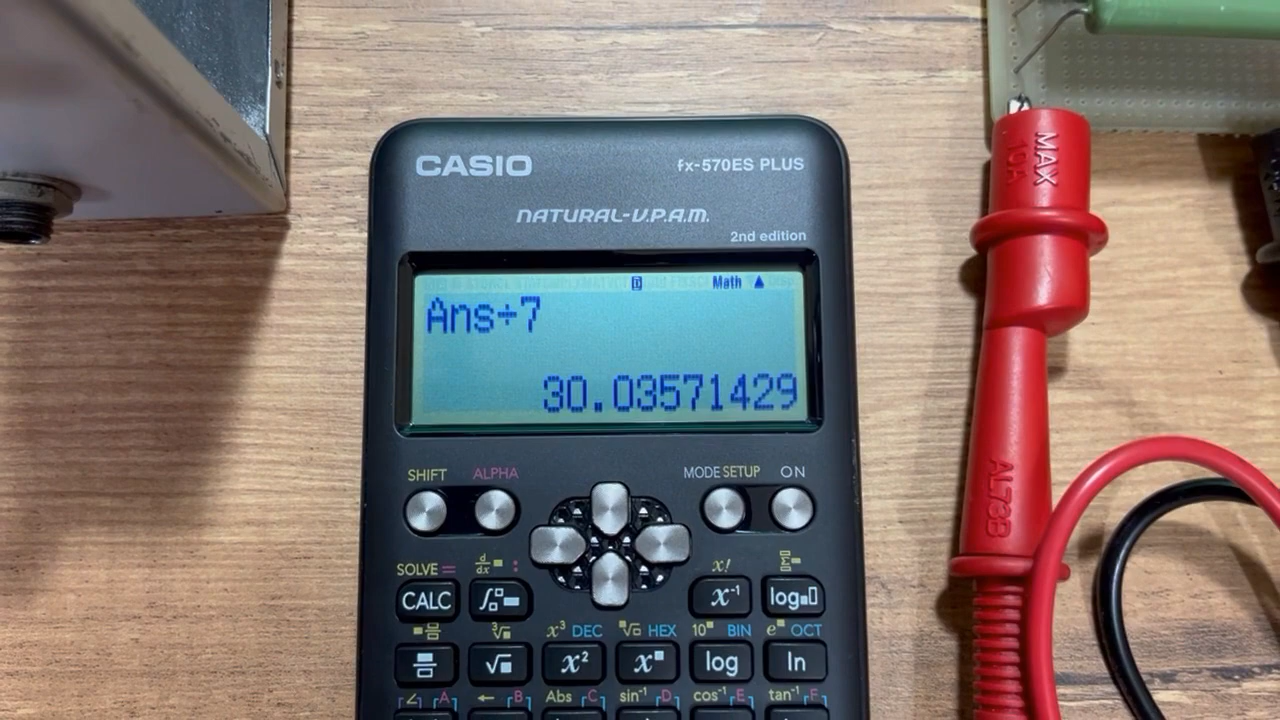 CASIO
fx-570ES PLUS
NATURAL-V.P.A.M.
2nd edition
D Math ▲
Ans÷7
30.03571429
SHIFT ALPHA MODE SETUP ON
SOLVE = d/dx : x! Σ
CALC ∫ x⁻¹ log
³√ x³ DEC √ HEX 10 BIN e OCT
√ x² x log ln
∠ A ← B Abs C sin⁻¹ D cos⁻¹ E tan⁻¹ F
MAX
10A
AL73B